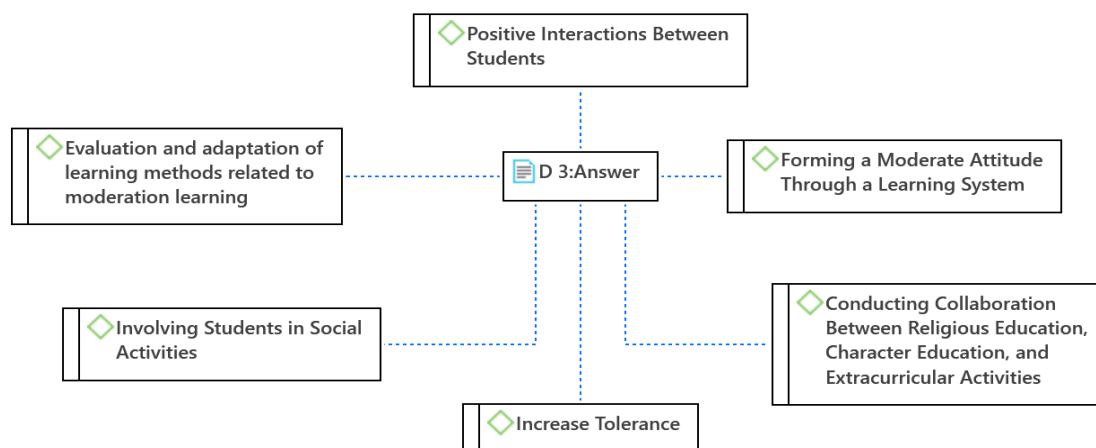 Positive Interactions Between
Students
Evaluation and adaptation of
learning methods related to
moderation learning
D 3:Answer
Forming a Moderate Attitude
Through a Learning System
Involving Students in Social
Activities
Conducting Collaboration
Between Religious Education,
Character Education, and
Extracurricular Activities
Increase Tolerance